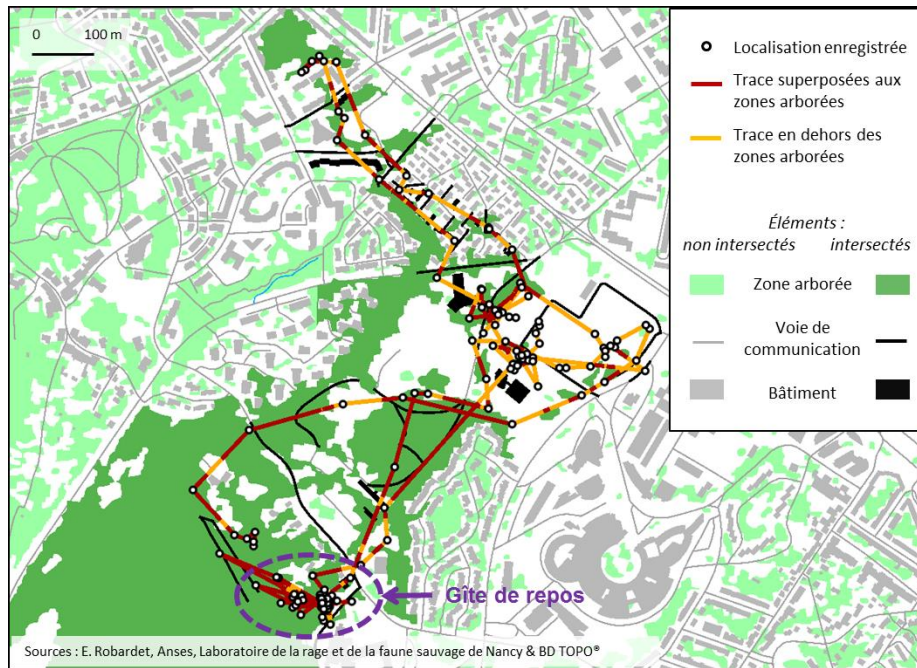 0 100 m
Localisation enregistrée
Trace superposées aux
zones arborées
Trace en dehors des
zones arborées
Éléments :
non intersectés intersectés
Zone arborée
Voie de
communication
Bâtiment
Gîte de repos
Sources : E. Robardet, Anses, Laboratoire de la rage et de la faune sauvage de Nancy & BD TOPO®